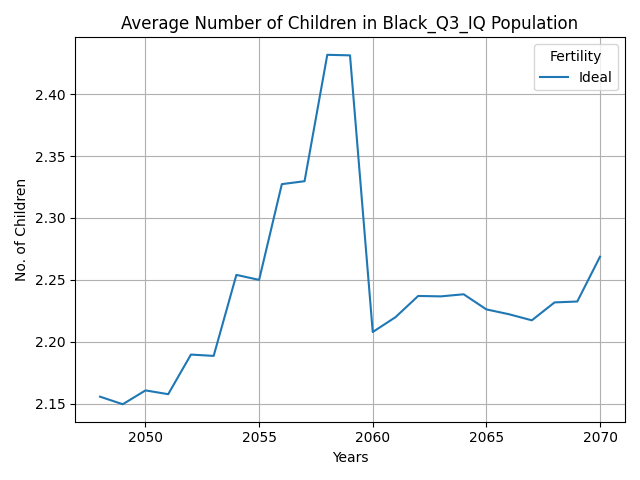 Average Number of Children in Black_Q3_IQ Population
Fertility
Ideal
No. of Children
2.40
2.35
2.30
2.25
2.20
2.15
2050
2055
2060
2065
2070
Years